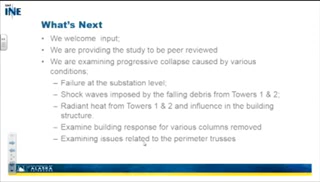 INE
What's Next
• We welcome input;
• We are providing the study to be peer reviewed
• We are examining progressive collapse caused by various
conditions.
– Failure at the substation level;
– Shock waves imposed by the falling debris from Towers 1 & 2;
– Radiant heat from Towers 1 & 2 and influence in the building
structure.
– Examine building response for various columns removed
– Examining issues related to the perimeter trusses
ALASKA